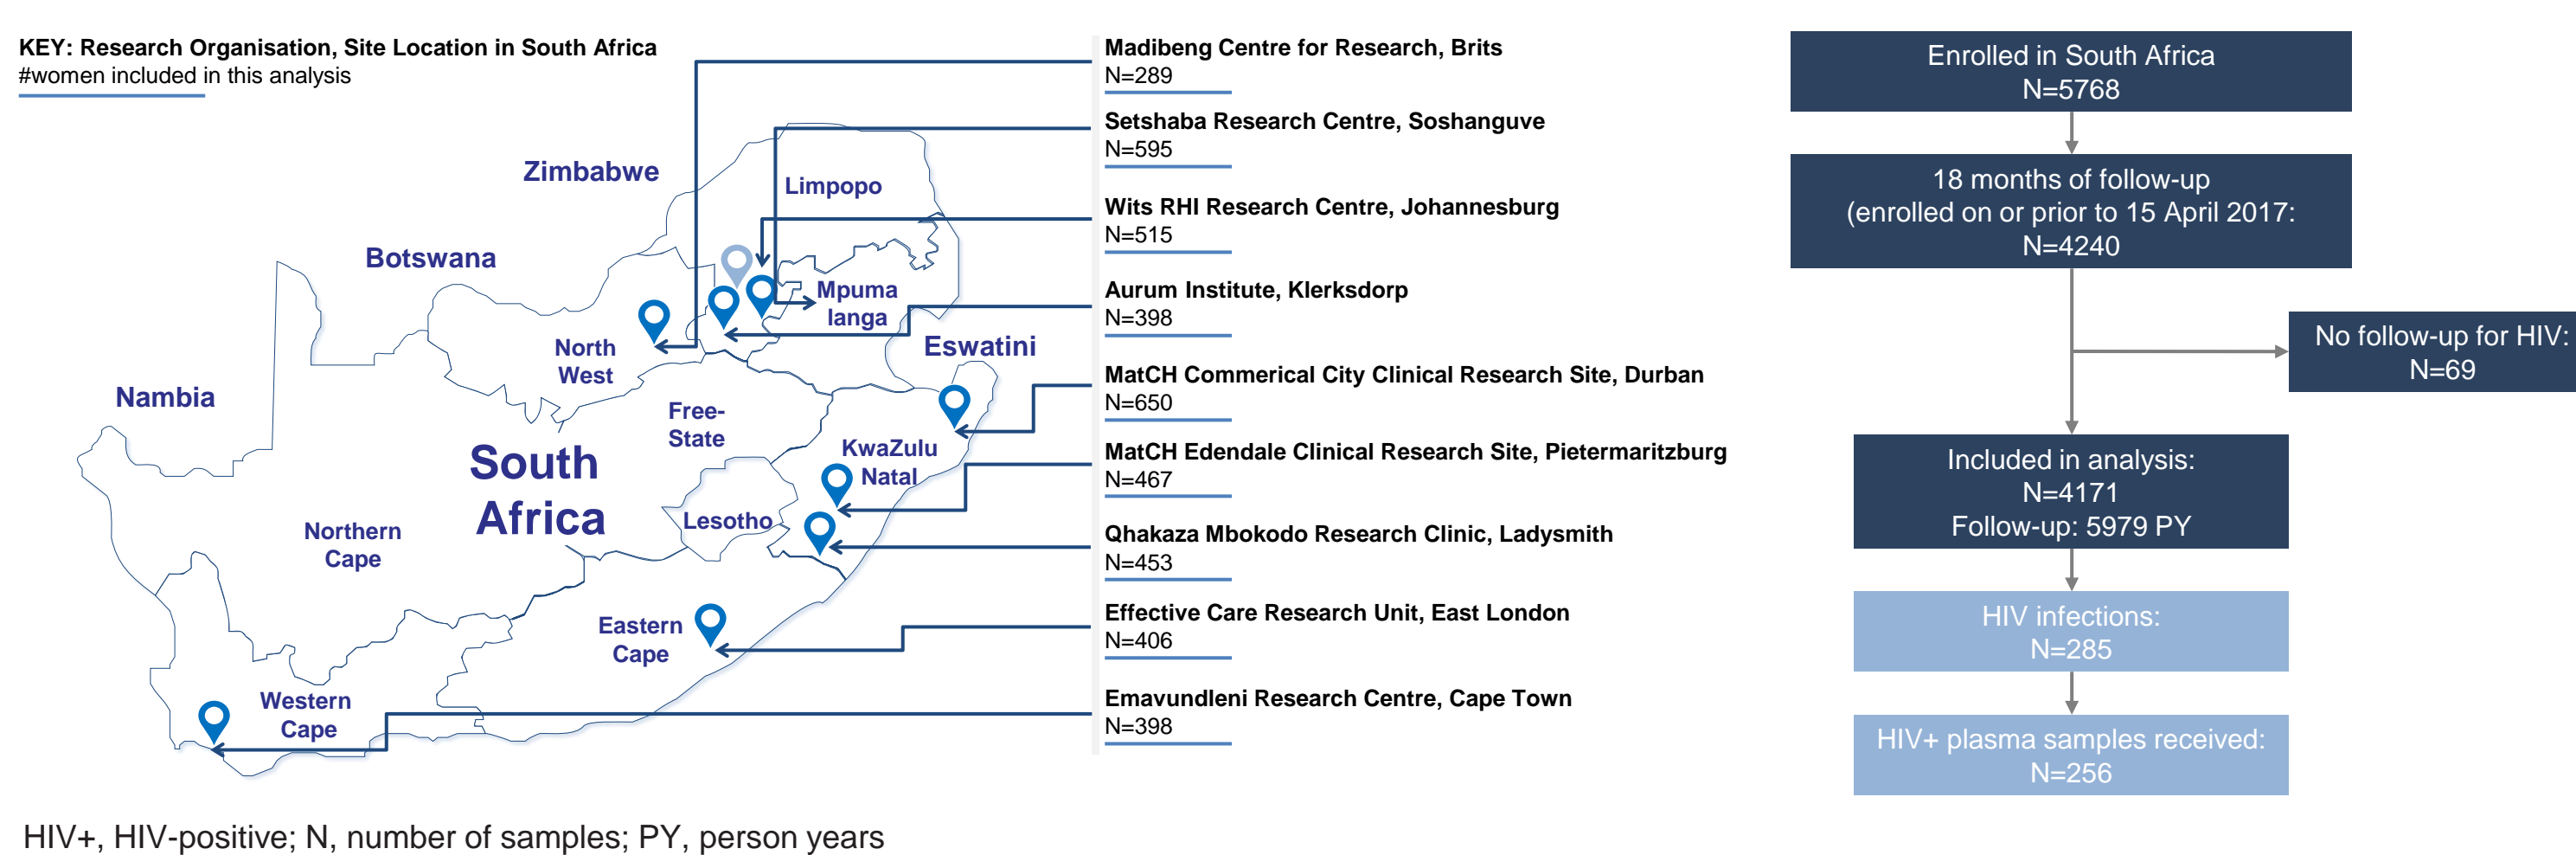 KEY: Research Organisation, Site Location in South Africa
#women included in this analysis
Zimbabwe
Limpopo
Botswana
Mpuma
langa
North
West
Eswatini
Nambia
Free-
State
South
Africa
KwaZulu
Natal
Lesotho
Northern
Cape
Eastern
Cape
Western
Cape
Madibeng Centre for Research, Brits
N=289
Setshaba Research Centre, Soshanguve
N=595
Wits RHI Research Centre, Johannesburg
N=515
Aurum Institute, Klerksdorp
N=398
MatCH Commerical City Clinical Research Site, Durban
N=650
MatCH Edendale Clinical Research Site, Pietermaritzburg
N=467
Qhakaza Mbokodo Research Clinic, Ladysmith
N=453
Effective Care Research Unit, East London
N=406
Emavundleni Research Centre, Cape Town
N=398
Enrolled in South Africa
N=5768
18 months of follow-up
(enrolled on or prior to 15 April 2017:
N=4240
No follow-up for HIV:
N=69
Included in analysis:
N=4171
Follow-up: 5979 PY
HIV infections:
N=285
HIV+ plasma samples received:
N=256
HIV+, HIV-positive; N, number of samples; PY, person years